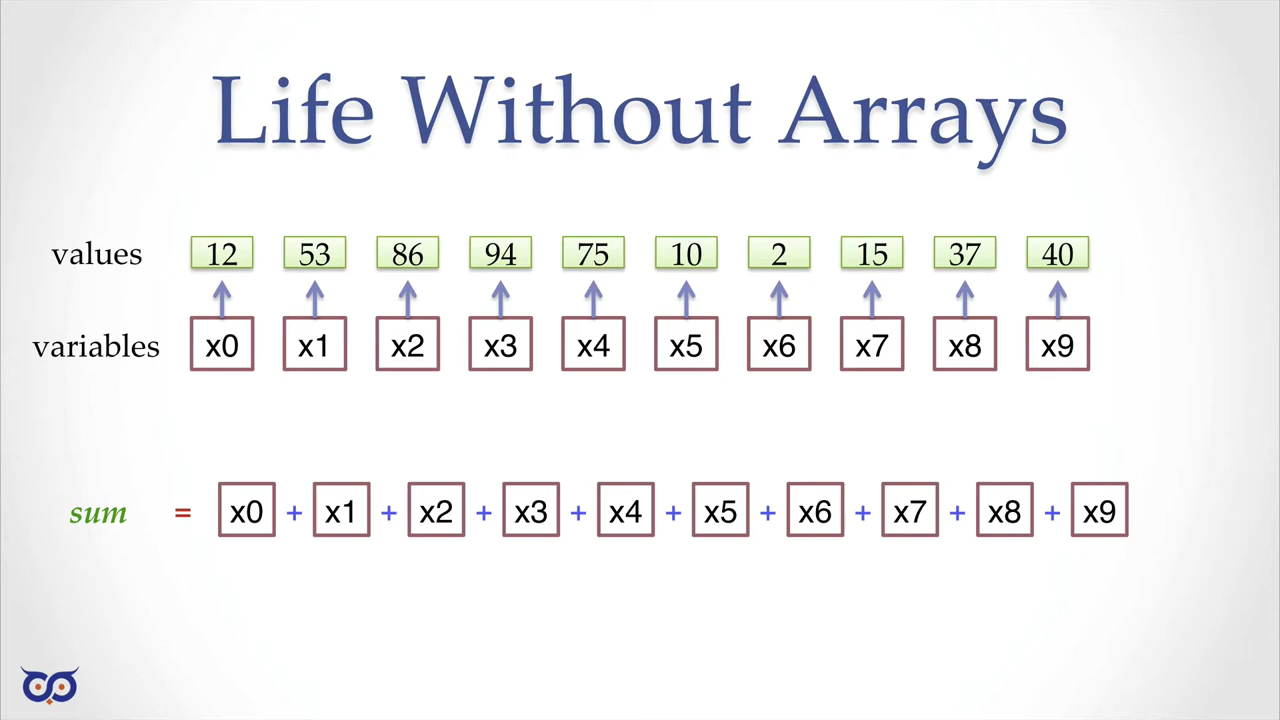 Life Without Arrays
values 12 53 86 94 75 10 2 15 37 40
variables x0 x1 x2 x3 x4 x5 x6 x7 x8 x9
sum = x0 + x1 + x2 + x3 + x4 + x5 + x6 + x7 + x8 + x9